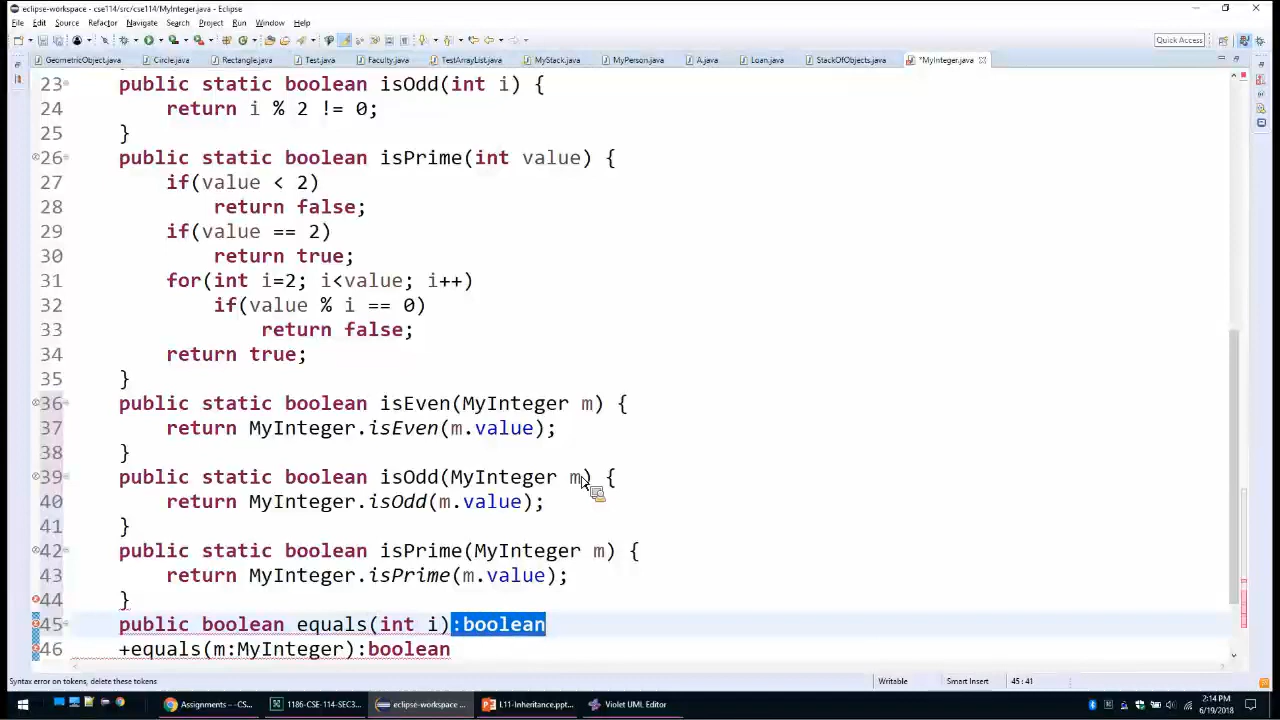 eclipse-workspace - cse114/src/cse114/MyInteger.java - Eclipse
File Edit Source Refactor Navigate Search Project Run Window Help
Quick Access
GeometricObject.java Circle.java Rectangle.java Test.java Faculty.java TestArrayList.java MyStack.java MyPerson.java A.java Loan.java StackOfObjects.java *MyInteger.java
23 public static boolean isOdd(int i) {
24 return i % 2 != 0;
25 }
26 public static boolean isPrime(int value) {
27 if(value < 2)
28 return false;
29 if(value == 2)
30 return true;
31 for(int i=2; i<value; i++)
32 if(value % i == 0)
33 return false;
34 return true;
35 }
36 public static boolean isEven(MyInteger m) {
37 return MyInteger.isEven(m.value);
38 }
39 public static boolean isOdd(MyInteger m) {
40 return MyInteger.isOdd(m.value);
41 }
42 public static boolean isPrime(MyInteger m) {
43 return MyInteger.isPrime(m.value);
44 }
45 public boolean equals(int i):boolean
46 +equals(m:MyInteger):boolean
Syntax error on tokens, delete these tokens Writable Smart Insert 45 : 41
Assignments -- CS... 1186-CSE-114-SEC3... eclipse-workspace ... L11-Inheritance.ppt... Violet UML Editor 2:14 PM
6/19/2018